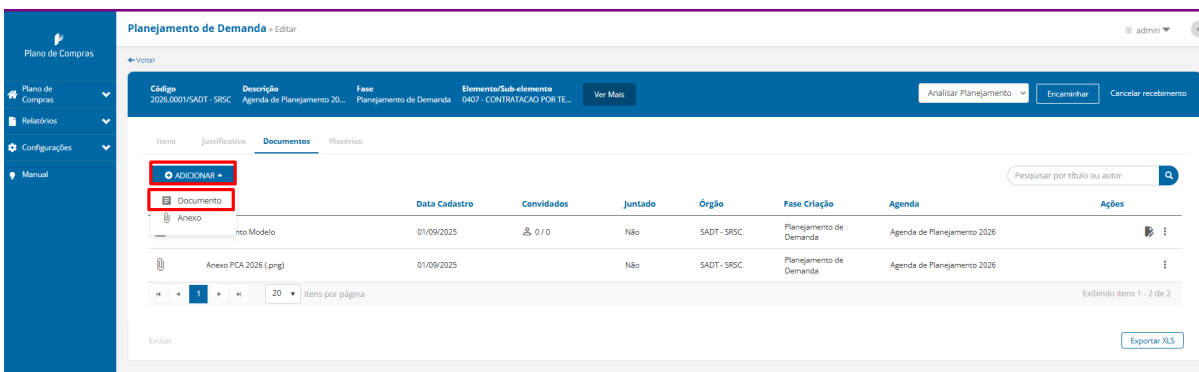 Planejamento de Demanda » Editar
admin
Plano de Compras
Voltar
Plano de
Compras
Relatórios
Configurações
Manual
Código
2026.0001/SADT - SRSC
Descrição
Agenda de Planejamento 20...
Fase
Planejamento de Demanda
Elemento/Sub-elemento
0407 - CONTRATACAO POR TE...
Ver Mais
Analisar Planejamento
Encaminhar
Cancelar recebimento
Itens Justificativa Documentos Histórico
ADICIONAR
Pesquisar por título ou autor
Documento
Anexo
Data Cadastro Convidados Juntado Órgão Fase Criação Agenda Ações
nto Modelo 01/09/2025 0 / 0 Não SADT - SRSC Planejamento de
Demanda
Agenda de Planejamento 2026
Anexo PCA 2026 (.png) 01/09/2025 Não SADT - SRSC Planejamento de
Demanda
Agenda de Planejamento 2026
1 20 itens por página
Exibindo itens 1 - 2 de 2
Excluir
Exportar XLS